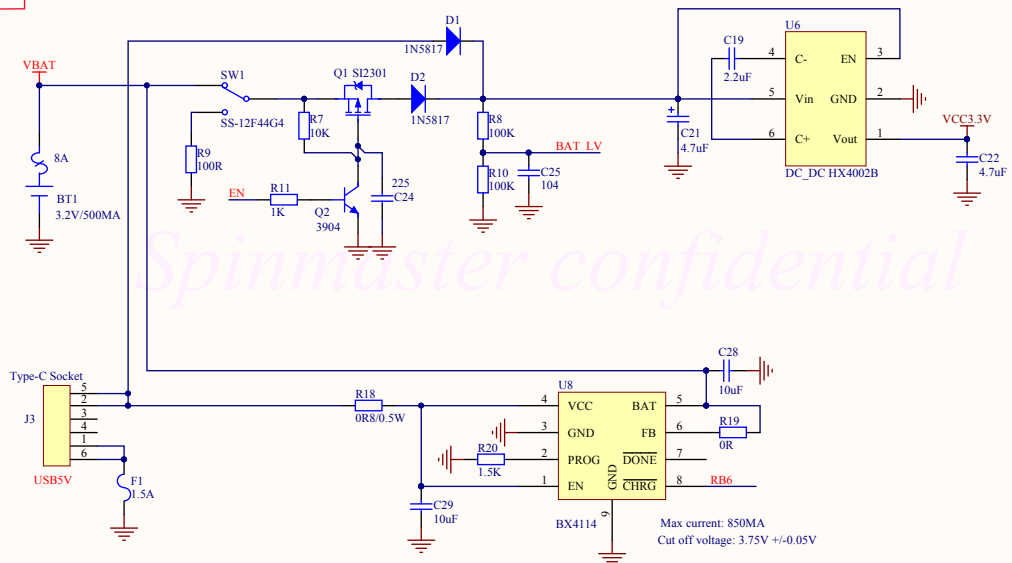 D1
1N5817
U6
C19
2.2uF
4 C- EN 3
5 Vin GND 2
6 C+ Vout 1
DC_DC HX4002B
VCC3.3V
C22
4.7uF
VBAT
SW1
SS-12F44G4
Q1 SI2301
D2
1N5817
R7
10K
R8
100K
C21
4.7uF
+
R9
100R
BAT_LV
R10
100K
C25
104
8A
BT1
3.2V/500MA
EN
R11
1K
Q2
3904
225
C24
Spinmaster confidential
Type-C Socket
J3
5
2
3
4
1
6
USB5V
F1
1.5A
R18
0R8/0.5W
C28
10uF
U8
4 VCC BAT 5
3 GND FB 6
2 PROG DONE 7
1 EN GND CHRG 8
9
BX4114
R19
0R
R20
1.5K
RB6
C29
10uF
Max current: 850MA
Cut off voltage: 3.75V +/-0.05V